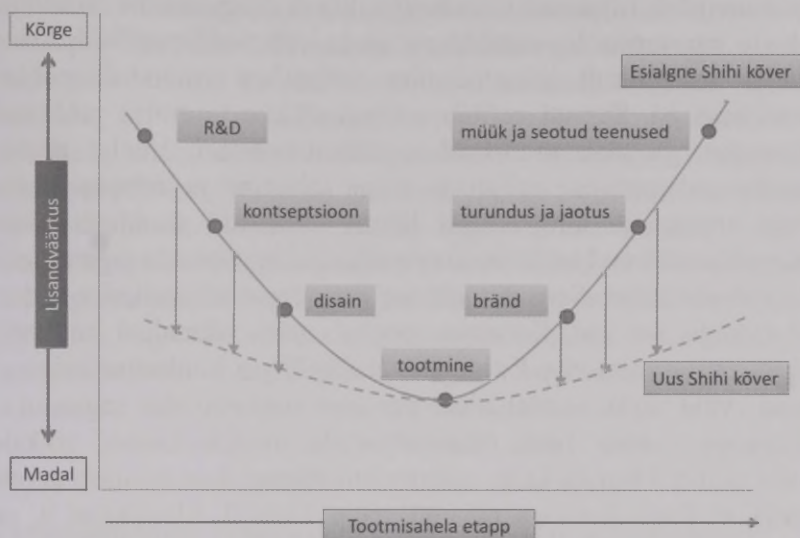 Kõrge
Esialgne Shihi kõver
R&D
müük ja seotud teenused
kontseptsioon
turundus ja jaotus
Lisandväärtus
disain
bränd
tootmine
Uus Shihi kõver
Madal
Tootmisahela etapp